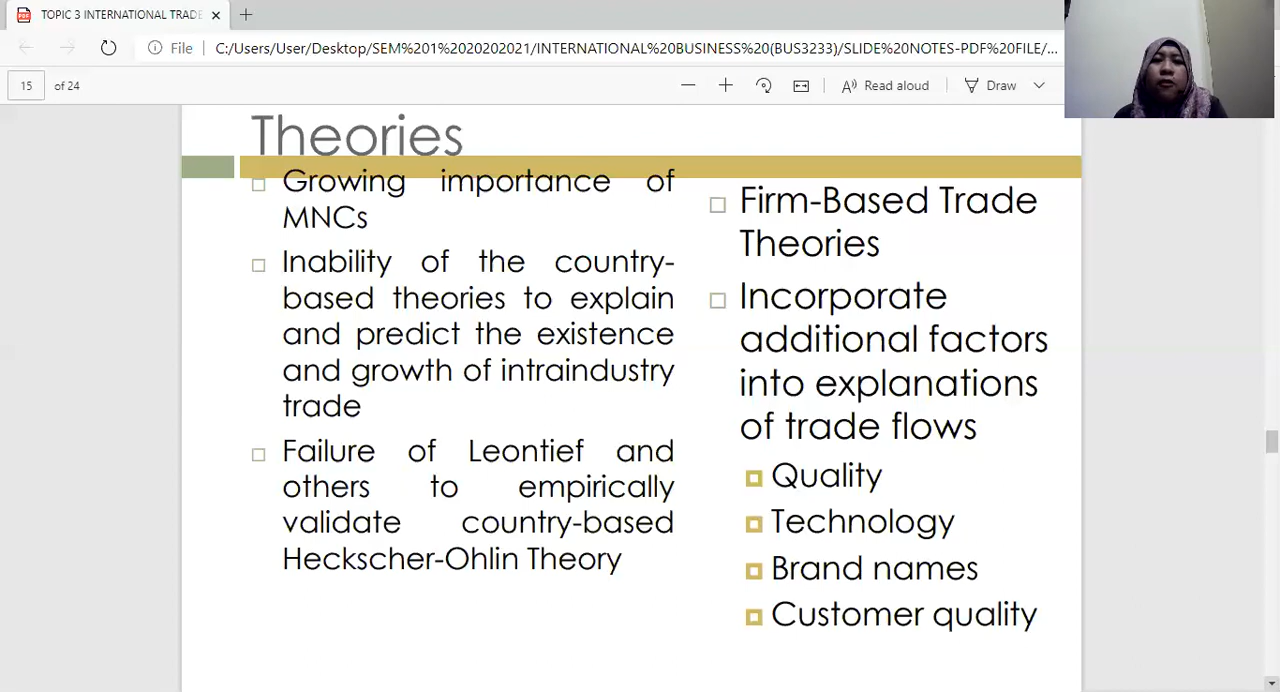 TOPIC 3 INTERNATIONAL TRADE
File
C:/Users/User/Desktop/SEM%201%2020202021/INTERNATIONAL%20BUSINESS%20(BUS3233)/SLIDE%20NOTES-PDF%20FILE/...
15 of 24
Read aloud
Draw
Theories
Growing importance of
MNCs
Inability of the country-
based theories to explain
and predict the existence
and growth of intraindustry
trade
Failure of Leontief and
others to empirically
validate country-based
Heckscher-Ohlin Theory
Firm-Based Trade
Theories
Incorporate
additional factors
into explanations
of trade flows
Quality
Technology
Brand names
Customer quality